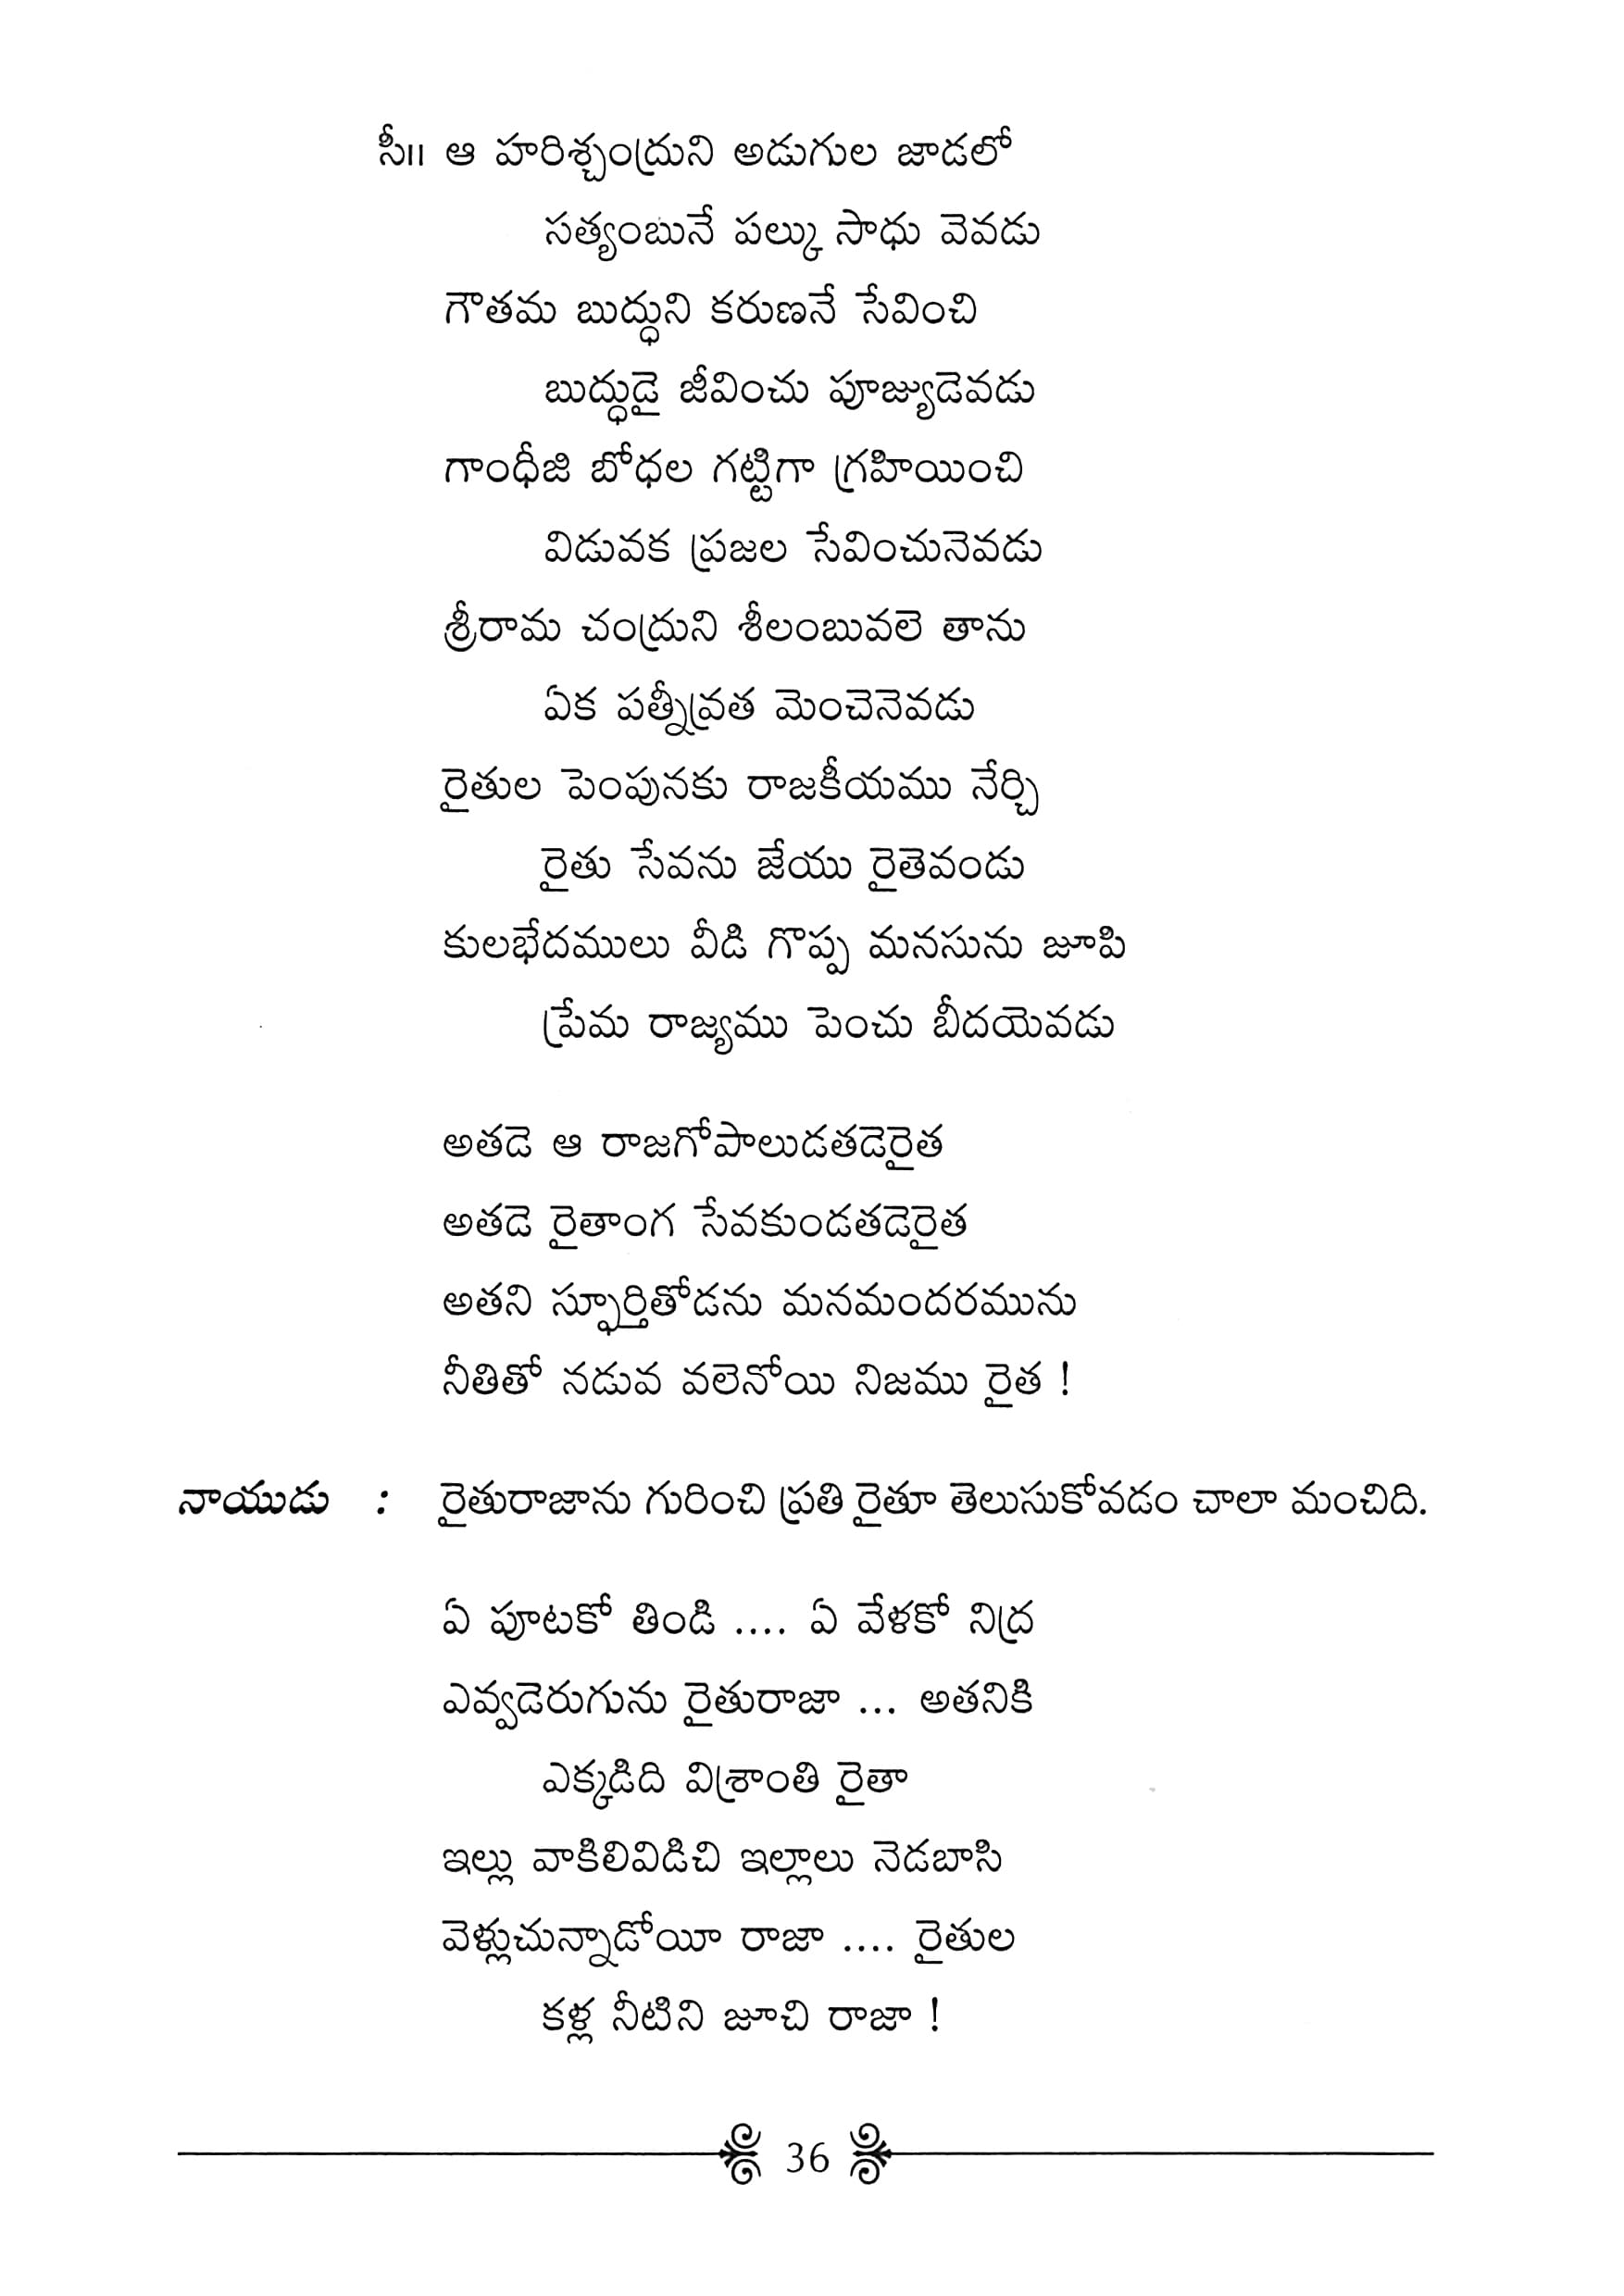 సీ॥ ఆ హరిశ్చంద్రుని అడుగుల జాడలో
సత్యంబునే పల్కు సాధు వెవడు
గౌతమ బుద్ధుని కరుణనే సేవించి
బుద్ధుడై జీవించు పూజ్యుడెవడు
గాంధీజి బోధల గట్టిగా గ్రహియించి
విడువక ప్రజల సేవించునెవడు
శ్రీరామ చంద్రుని శీలంబువలె తాను
ఏక పత్నీవ్రత మెంచెనెవడు
రైతుల పెంపునకు రాజకీయము నేర్చి
రైతు సేవను జేయు రైతెవండు
కులభేదములు వీడి గొప్ప మనసును జూపి
ప్రేమ రాజ్యము పెంచు బీదయెవడు
అతడె ఆ రాజగోపాలుడతడెరైత
అతడె రైతాంగ సేవకుండతడెరైత
అతని స్ఫూర్తితోడను మనమందరమును
నీతితో నడువ వలెనోయి నిజము రైత !
నాయుడు : రైతురాజాను గురించి ప్రతి రైతూ తెలుసుకోవడం చాలా మంచిది.
ఏ పూటకో తిండి .... ఏ వేళకో నిద్ర
ఎవ్వడెరుగును రైతురాజా ... అతనికి
ఎక్కడిది విశ్రాంతి రైతా
ఇల్లు వాకిలివిడిచి ఇల్లాలు నెడబాసి
వెళ్లుచున్నాడోయీ రాజా .... రైతుల
కళ్ల నీటిని జూచి రాజా !
36